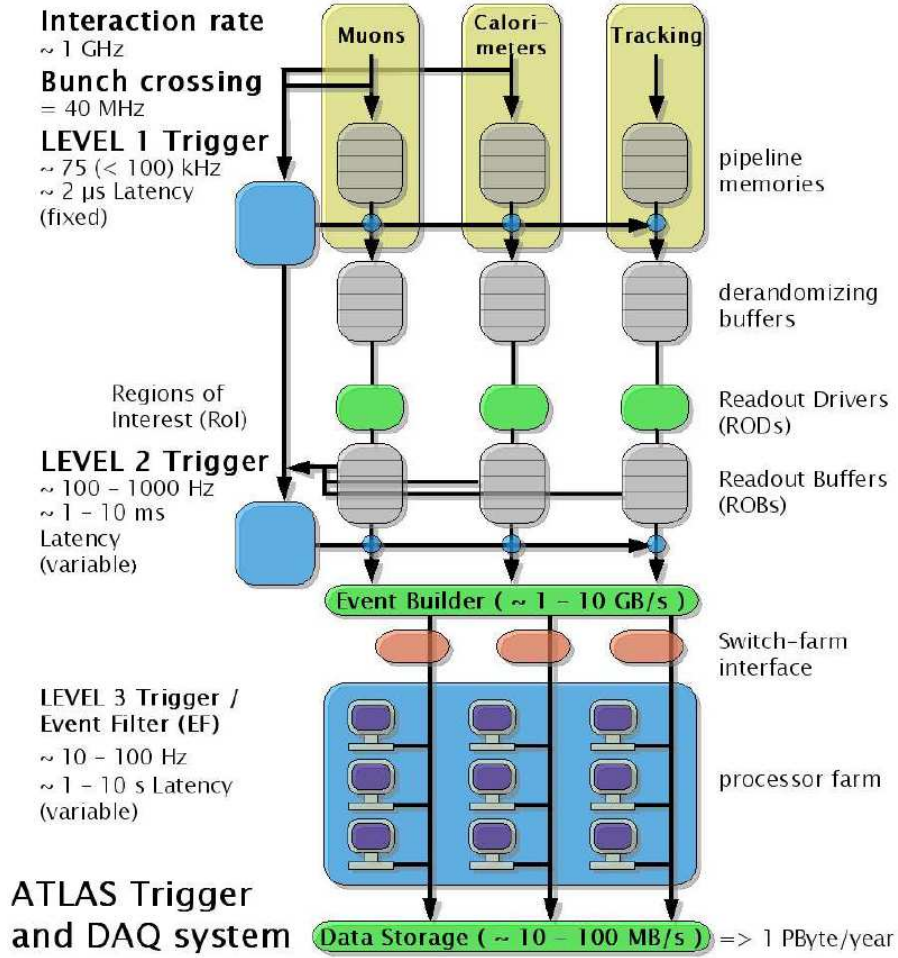 Interaction rate
~ 1 GHz
Bunch crossing
= 40 MHz
LEVEL 1 Trigger
~ 75 (< 100) kHz
~ 2 µs Latency
(fixed)
Muons
Calori-
meters
Tracking
pipeline
memories
derandomizing
buffers
Regions of
Interest (RoI)
Readout Drivers
(RODs)
LEVEL 2 Trigger
~ 100 – 1000 Hz
~ 1 – 10 ms
Latency
(variable)
Readout Buffers
(ROBs)
Event Builder ( ~ 1 – 10 GB/s )
Switch-farm
interface
LEVEL 3 Trigger /
Event Filter (EF)
~ 10 – 100 Hz
~ 1 – 10 s Latency
(variable)
processor farm
ATLAS Trigger
and DAQ system
Data Storage ( ~ 10 – 100 MB/s ) => 1 PByte/year